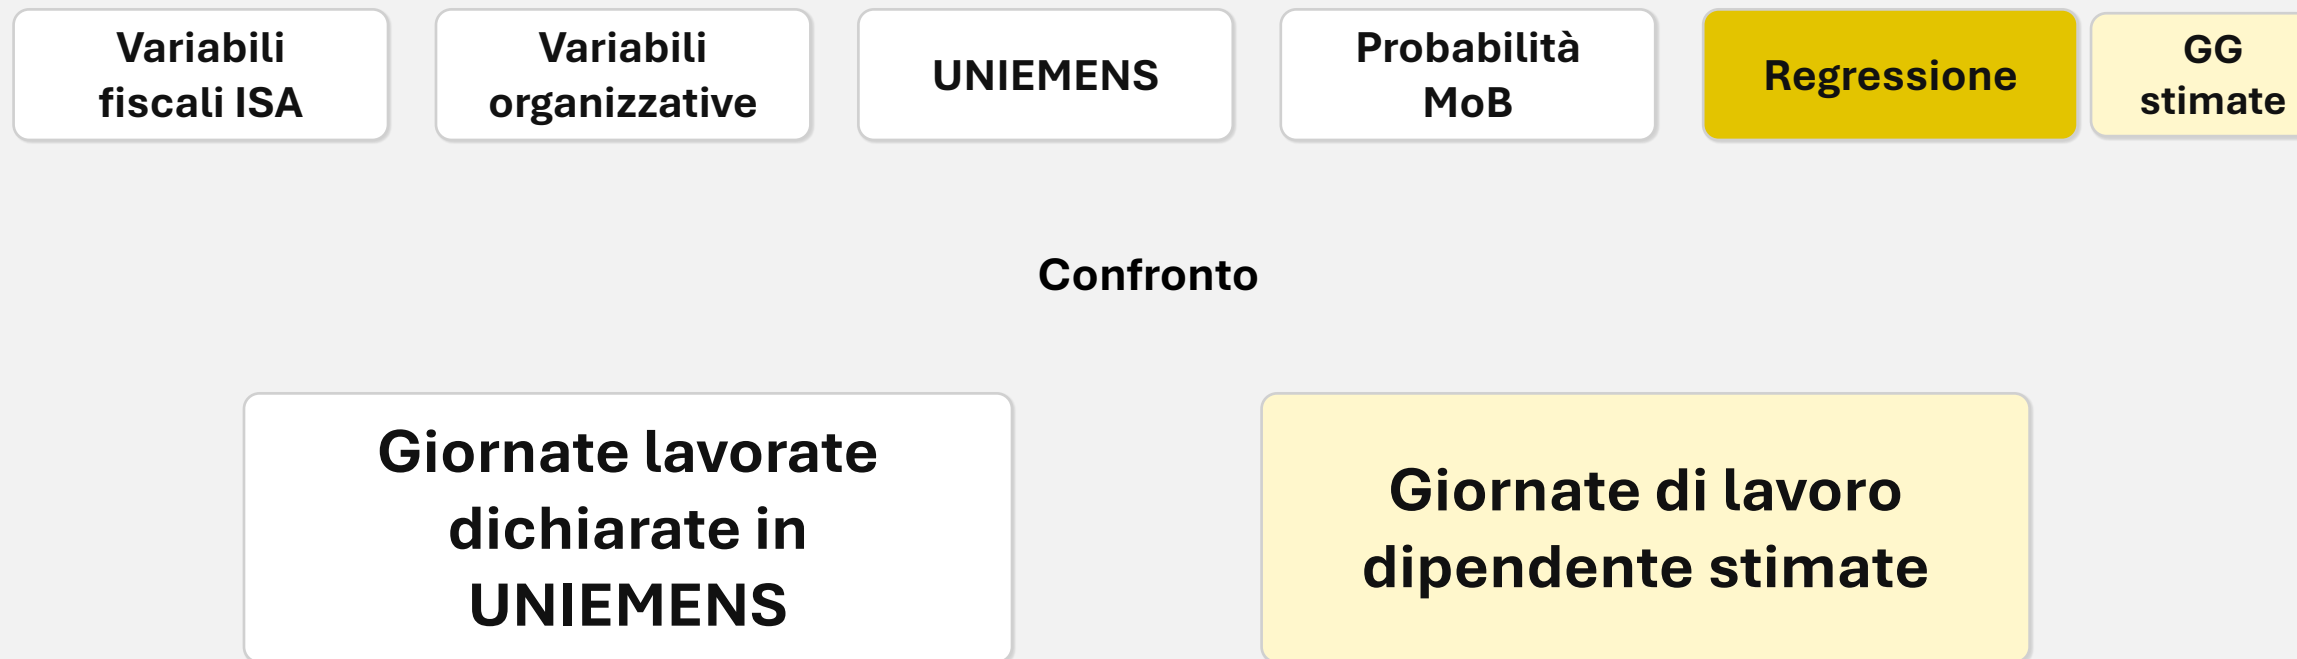 Variabili
fiscali ISA
Variabili
organizzative
UNIEMENS
Probabilità
MoB
Regressione
GG
stimate
Confronto
Giornate lavorate
dichiarate in
UNIEMENS
Giornate di lavoro
dipendente stimate